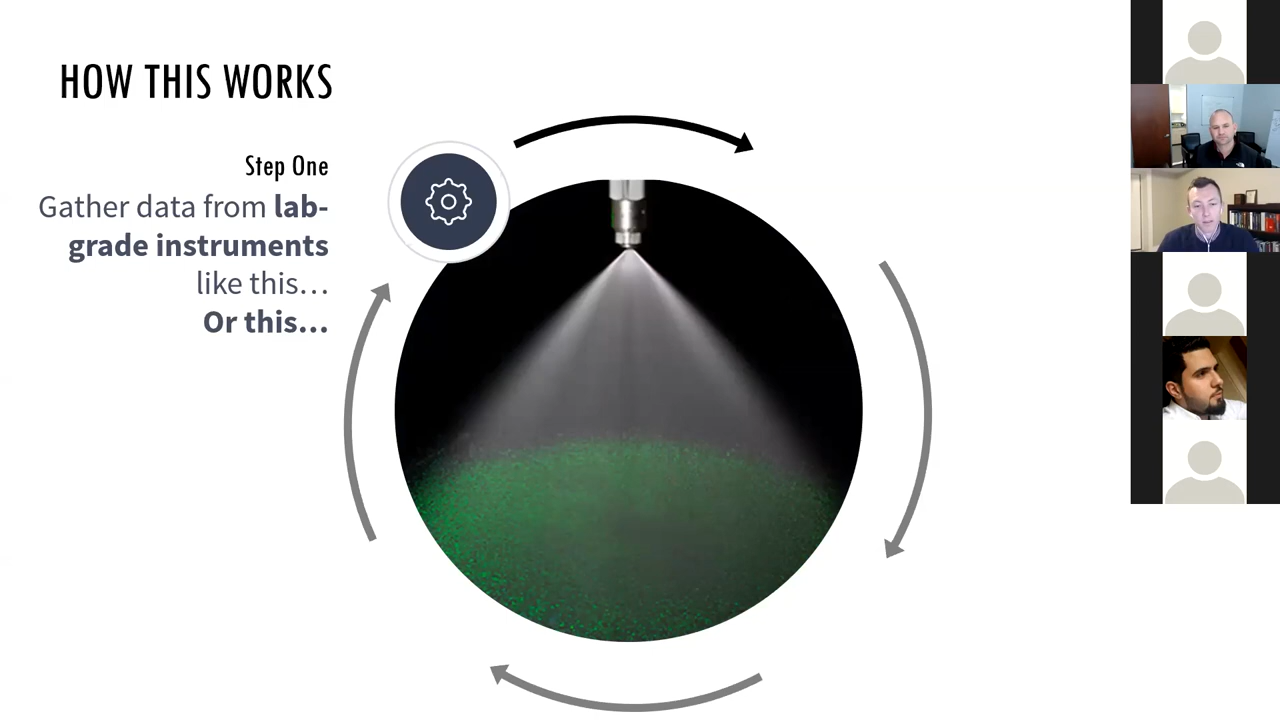 HOW THIS WORKS
Step One
Gather data from lab-
grade instruments
like this...
Or this...